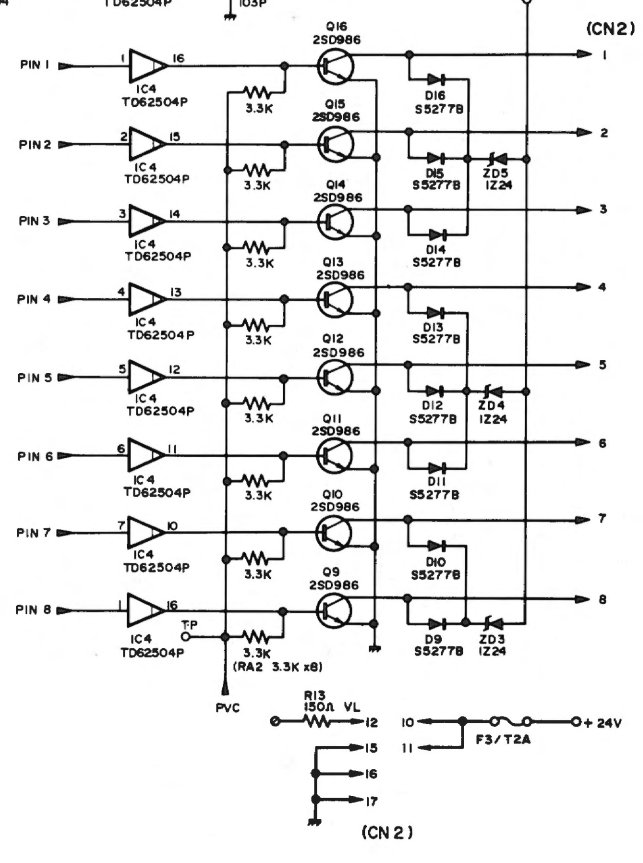 TD62504P
103P
(CN2)
Q16
2SD986
PIN 1
1
16
1
IC4
TD62504P
3.3K
D16
S5277B
Q15
2SD986
PIN 2
2
15
2
IC4
TD62504P
3.3K
D15
S5277B
ZD5
1Z24
Q14
2SD986
PIN 3
3
14
3
IC4
TD62504P
3.3K
D14
S5277B
Q13
2SD986
PIN 4
4
13
4
IC4
TD62504P
3.3K
D13
S5277B
Q12
2SD986
PIN 5
5
12
5
IC4
TD62504P
3.3K
D12
S5277B
ZD4
1Z24
Q11
2SD986
PIN 6
6
11
6
IC4
TD62504P
3.3K
D11
S5277B
Q10
2SD986
PIN 7
7
10
7
IC4
TD62504P
3.3K
D10
S5277B
Q9
2SD986
PIN 8
1
16
8
IC4
TD62504P
T.P
3.3K
(RA2 3.3K x8)
D9
S5277B
ZD3
1Z24
PVC
R13
150Ω VL
12
10
F3/T2A
+24V
15
11
16
17
(CN2)